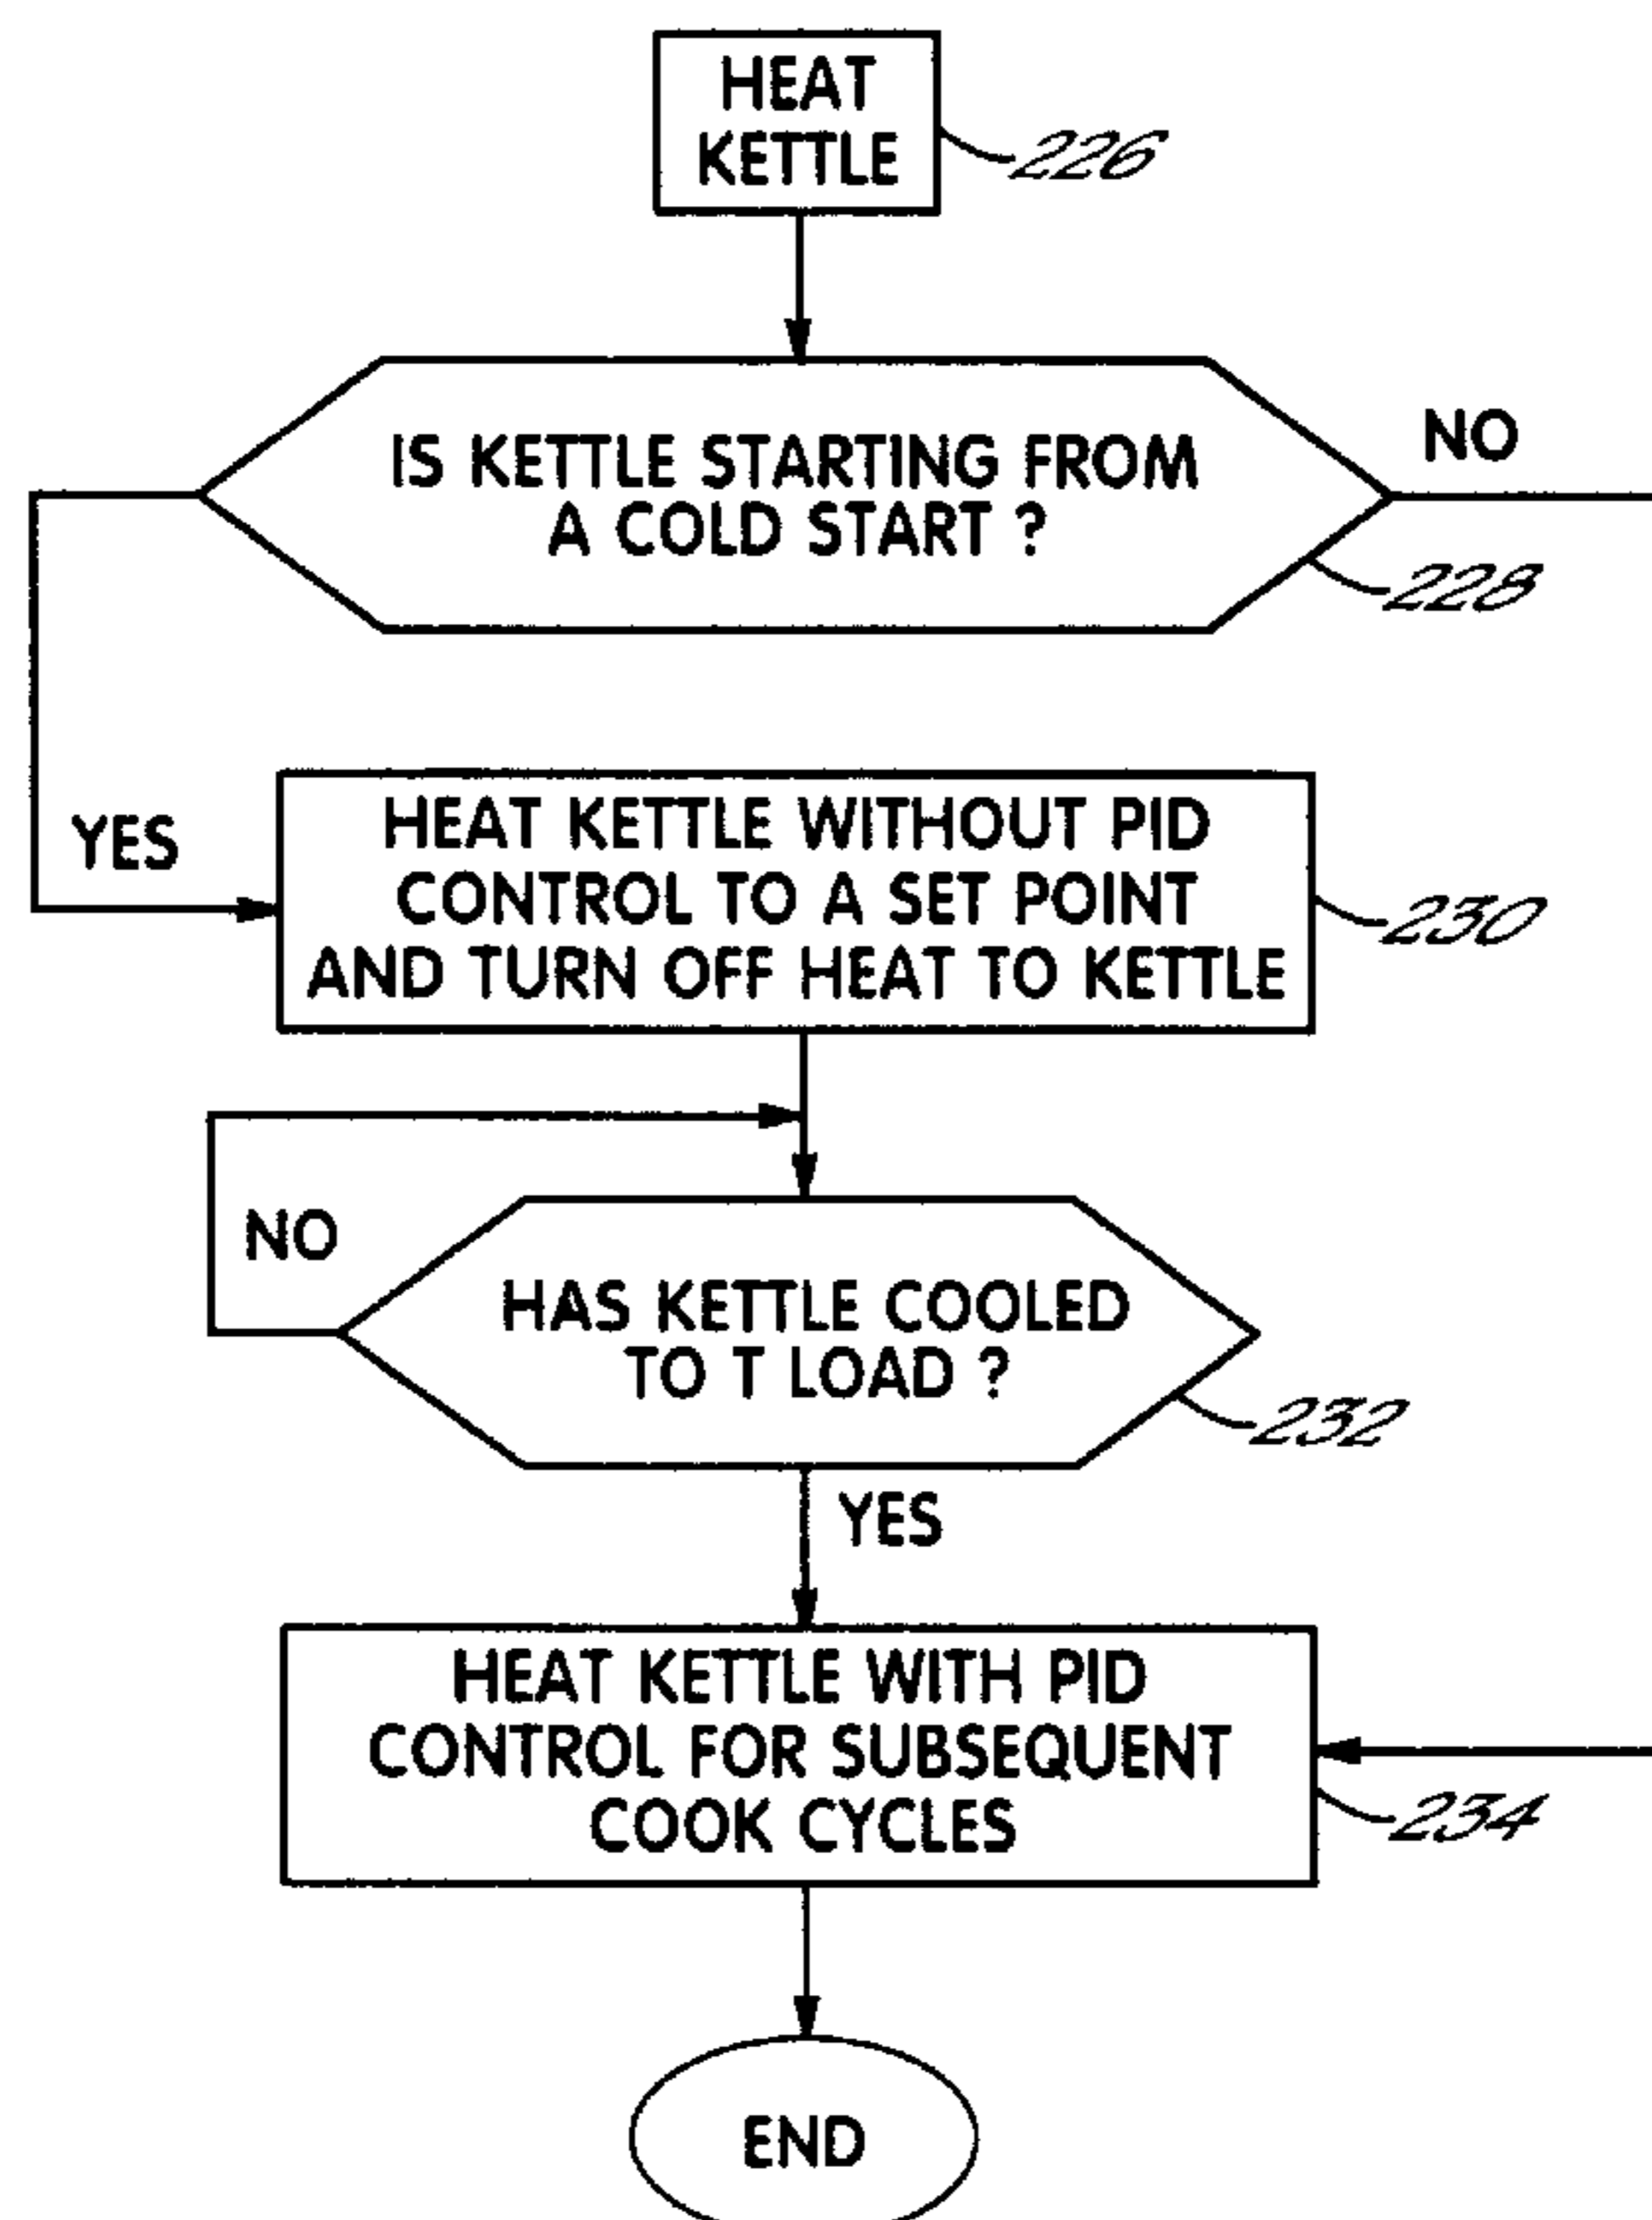 HEAT
KETTLE
226
IS KETTLE STARTING FROM
A COLD START ?
NO
228
YES
HEAT KETTLE WITHOUT PID
CONTROL TO A SET POINT
AND TURN OFF HEAT TO KETTLE
230
NO
HAS KETTLE COOLED
TO T LOAD ?
232
YES
HEAT KETTLE WITH PID
CONTROL FOR SUBSEQUENT
COOK CYCLES
234
END